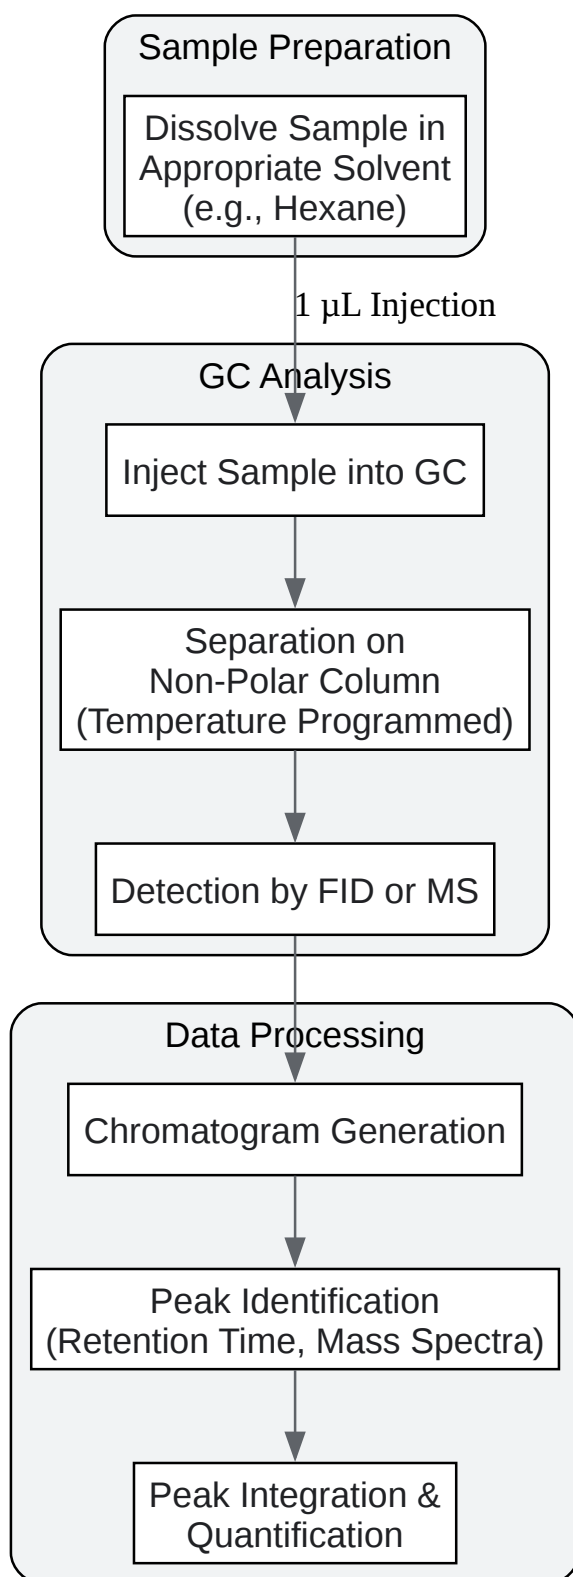 Sample Preparation
Dissolve Sample in
Appropriate Solvent
(e.g., Hexane)
1 µL Injection
GC Analysis
Inject Sample into GC
Separation on
Non-Polar Column
(Temperature Programmed)
Detection by FID or MS
Data Processing
Chromatogram Generation
Peak Identification
(Retention Time, Mass Spectra)
Peak Integration &
Quantification